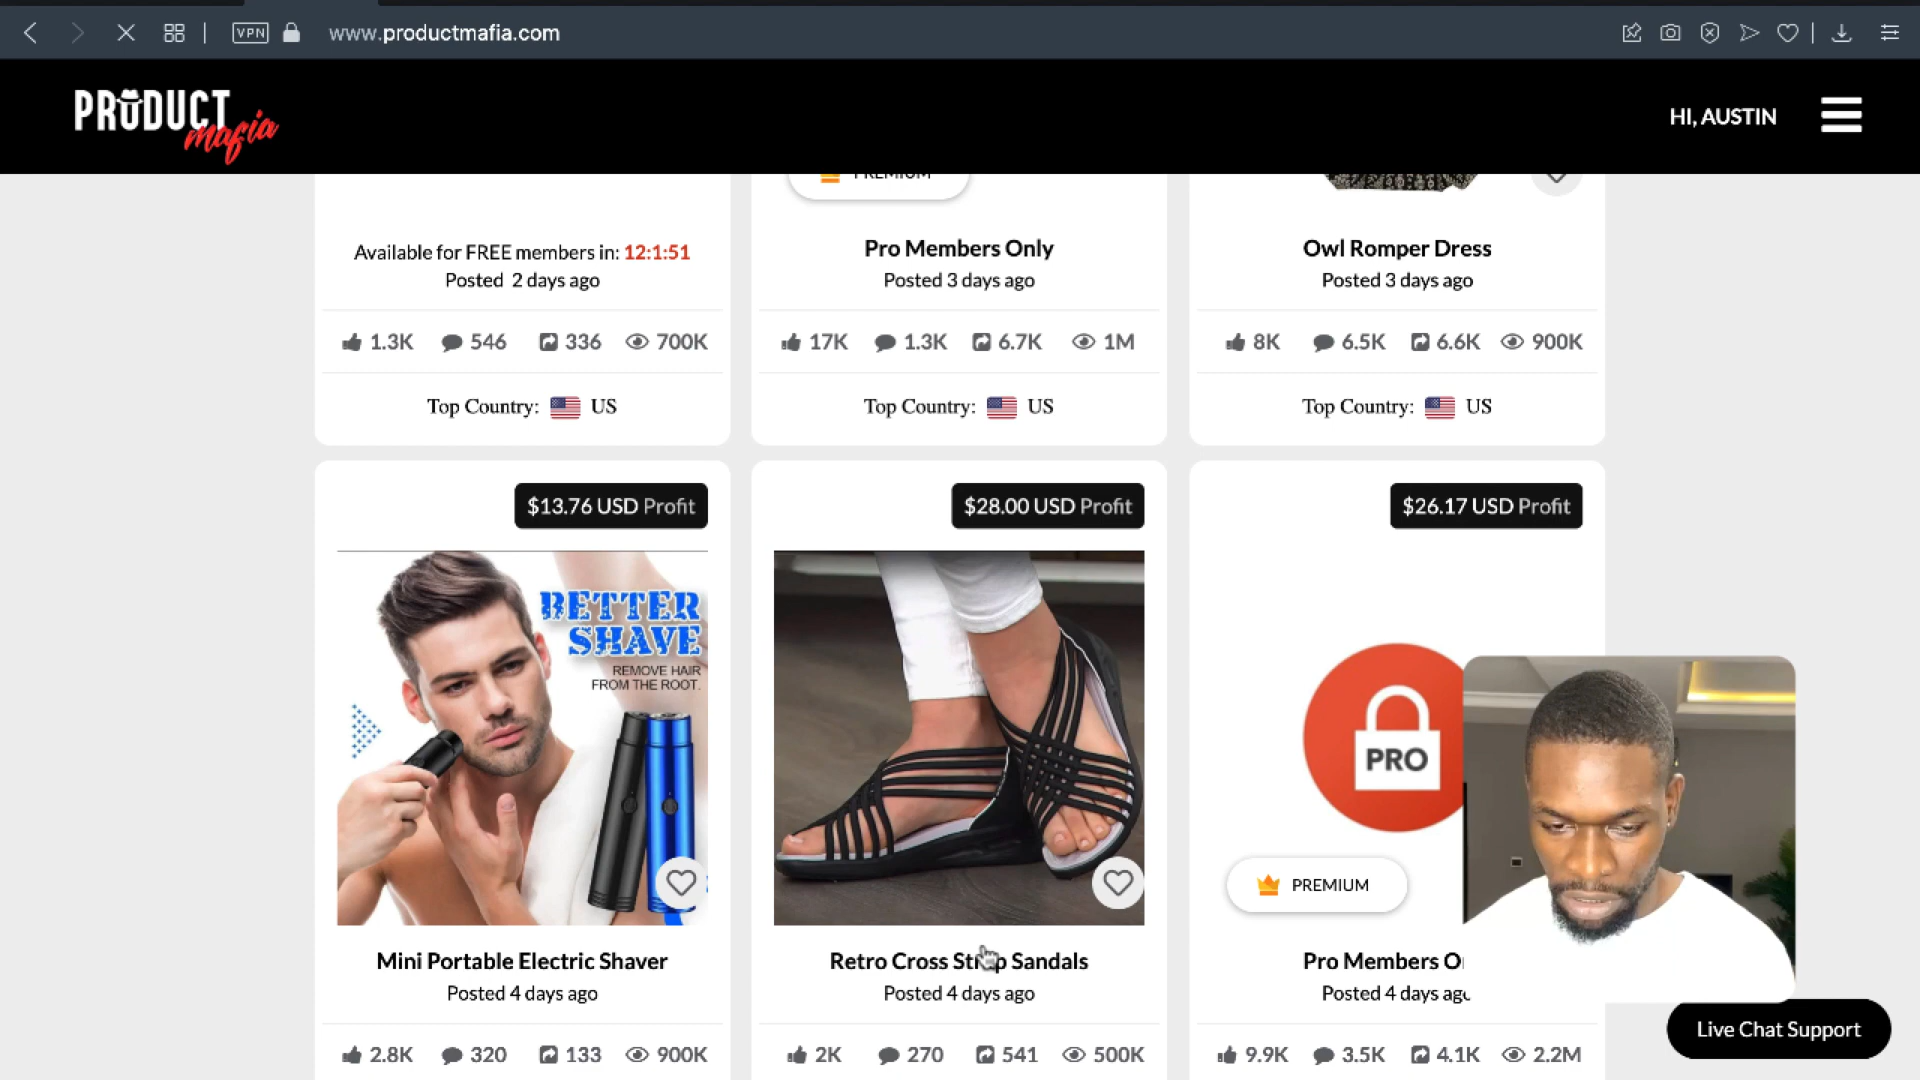 VPN
www.productmafia.com
PRODUCT
mafia
HI, AUSTIN
PREMIUM
Available for FREE members in: 12:1:51
Posted 2 days ago
1.3K 546 336 700K
Top Country: US
Pro Members Only
Posted 3 days ago
17K 1.3K 6.7K 1M
Top Country: US
Owl Romper Dress
Posted 3 days ago
8K 6.5K 6.6K 900K
Top Country: US
$13.76 USD Profit
BETTER
SHAVE
REMOVE HAIR
FROM THE ROOT.
Mini Portable Electric Shaver
Posted 4 days ago
2.8K 320 133 900K
$28.00 USD Profit
Retro Cross Strap Sandals
Posted 4 days ago
2K 270 541 500K
$26.17 USD Profit
PRO
PREMIUM
Pro Members O
Posted 4 days ago
9.9K 3.5K 4.1K 2.2M
Live Chat Support